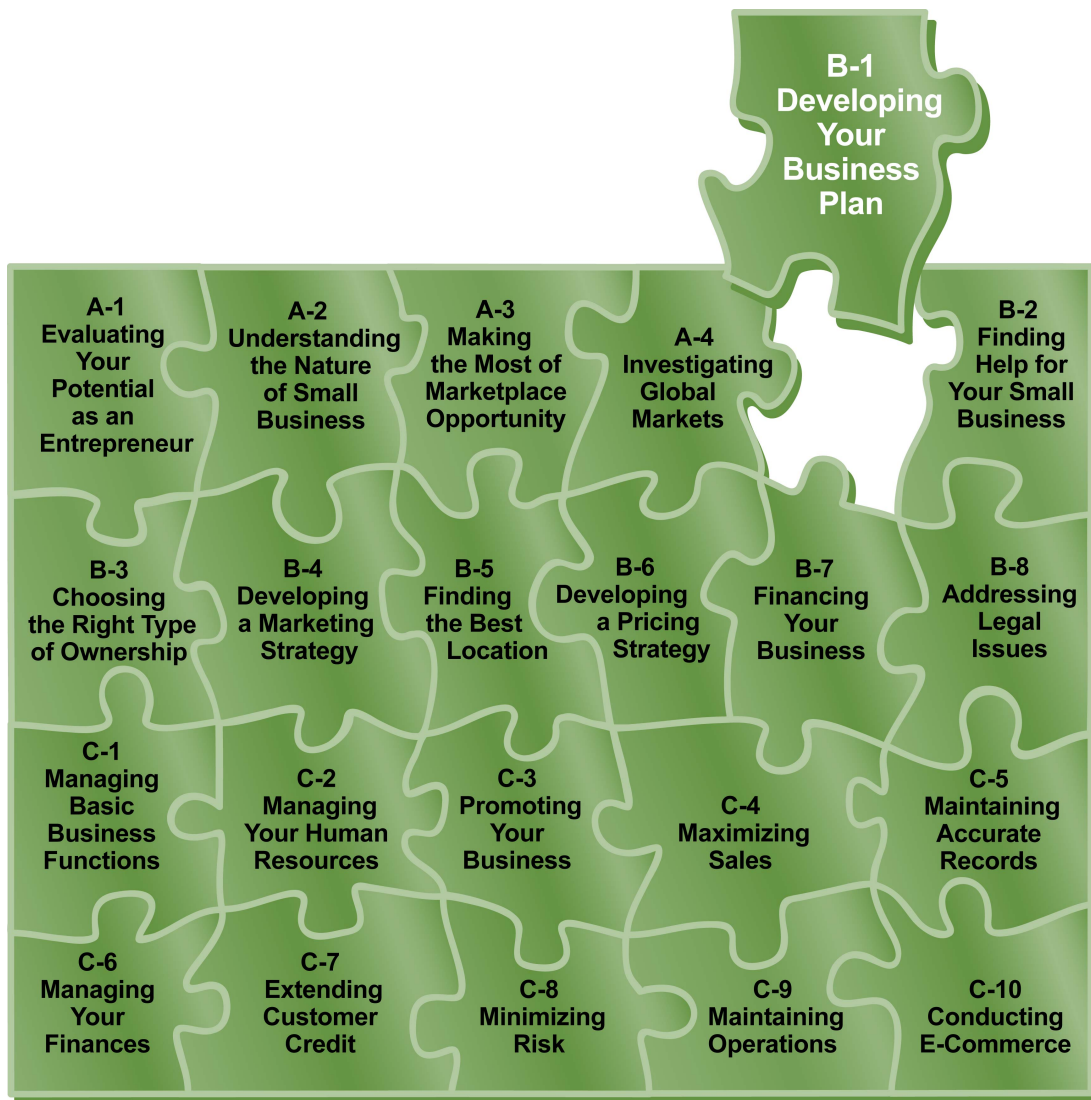 B-1
Developing
Your
Business
Plan
A-1
Evaluating
Your
Potential
as an
Entrepreneur
A-2
Understanding
the Nature
of Small
Business
A-3
Making
the Most of
Marketplace
Opportunity
A-4
Investigating
Global
Markets
B-2
Finding
Help for
Your Small
Business
B-3
Choosing
the Right Type
of Ownership
B-4
Developing
a Marketing
Strategy
B-5
Finding
the Best
Location
B-6
Developing
a Pricing
Strategy
B-7
Financing
Your
Business
B-8
Addressing
Legal
Issues
C-1
Managing
Basic
Business
Functions
C-2
Managing
Your Human
Resources
C-3
Promoting
Your
Business
C-4
Maximizing
Sales
C-5
Maintaining
Accurate
Records
C-6
Managing
Your
Finances
C-7
Extending
Customer
Credit
C-8
Minimizing
Risk
C-9
Maintaining
Operations
C-10
Conducting
E-Commerce